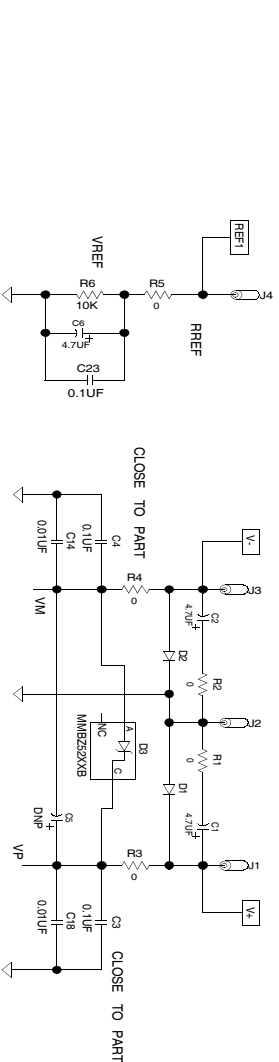 REF1
J4
R5
0
R6
10K
VREF
RREF
C6
4.7UF
+
C23
0.1UF
CLOSE TO PART
V-
J3
C4
0.1UF
C14
0.01UF
R4
0
VM
C2
4.7UF
+
D2
R2
0
J2
NC
A
D3
C
MMBZ52XXB
R1
0
D1
C1
4.7UF
+
C5
DNP
+
VP
R3
0
J1
V+
C3
0.1UF
C18
0.01UF
CLOSE TO PART